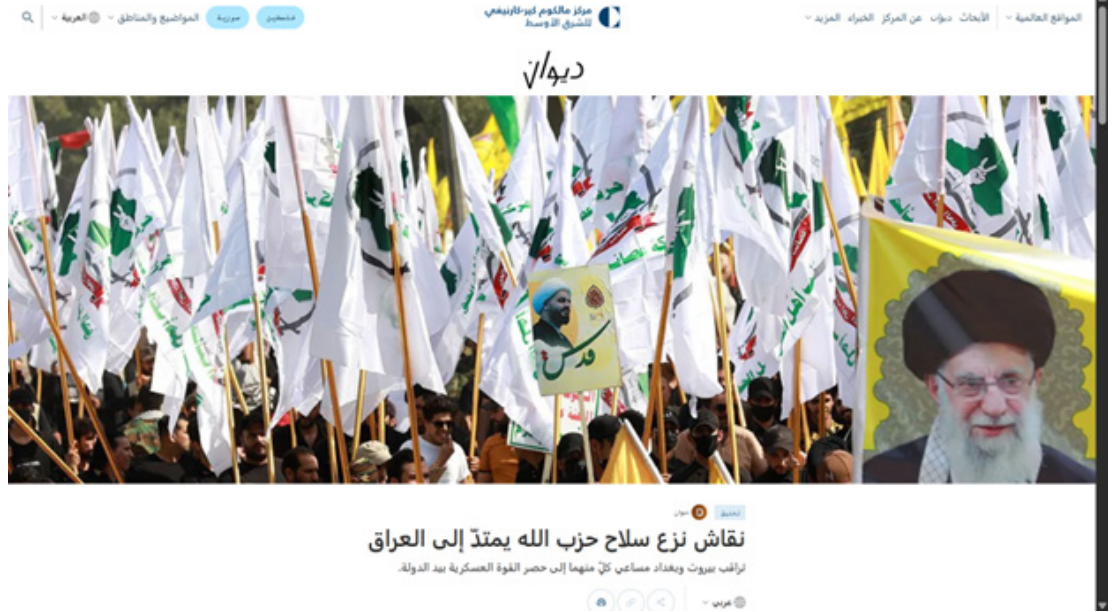 المواقع العالمية
الأبحاث ديوان عن المركز الخبراء المزيد
مركز مالكوم كير-كارنيغي
للشرق الأوسط
فلسطين
سورية
المواضيع والمناطق
العربية
ديوان
قدس
تعليق
ديوان
نقاش نزع سلاح حزب الله يمتدّ إلى العراق
تراقب بيروت وبغداد مساعي كلٍّ منهما إلى حصر القوة العسكرية بيد الدولة.
عربي